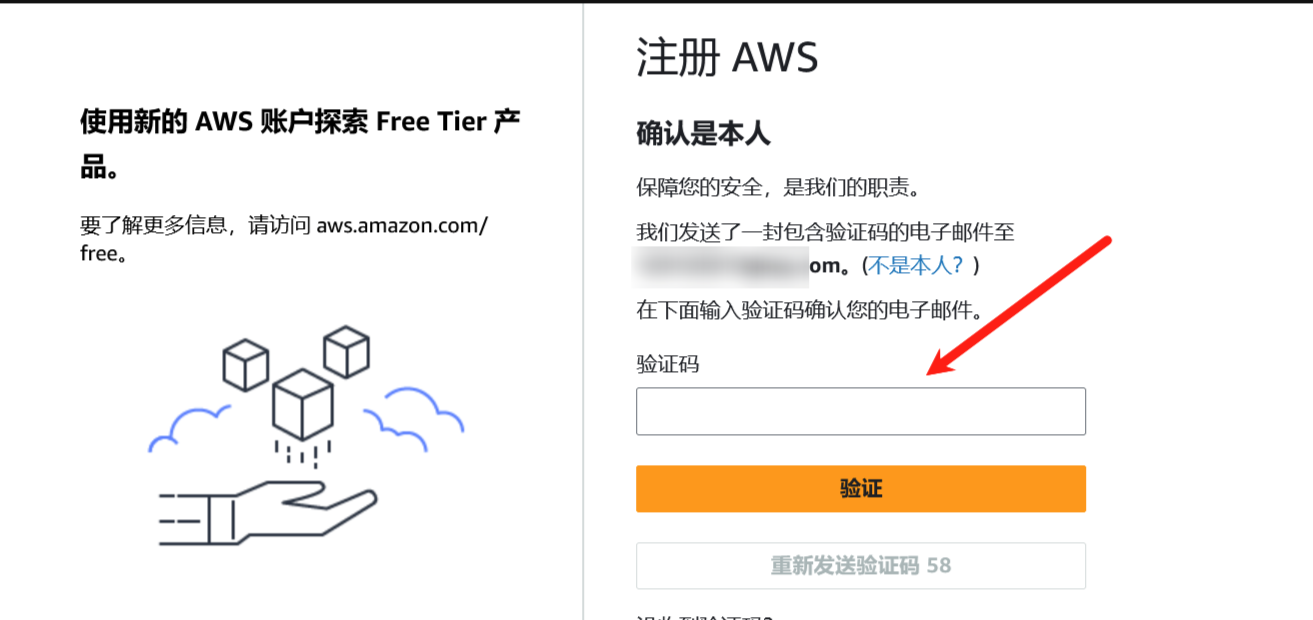 使用新的 AWS 账户探索 Free Tier 产
品。
要了解更多信息，请访问 aws.amazon.com/
free。
注册 AWS
确认是本人
保障您的安全，是我们的职责。
我们发送了一封包含验证码的电子邮件至
om。(不是本人？)
在下面输入验证码确认您的电子邮件。
验证码
验证
重新发送验证码 58